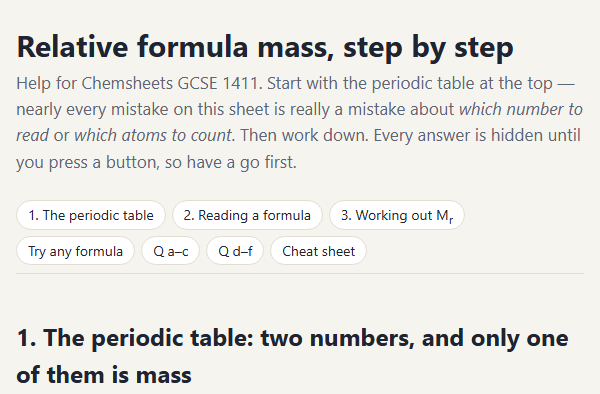 Relative formula mass, step by step
Help for Chemsheets GCSE 1411. Start with the periodic table at the top —
nearly every mistake on this sheet is really a mistake about which number to
read or which atoms to count. Then work down. Every answer is hidden until
you press a button, so have a go first.
1. The periodic table
2. Reading a formula
3. Working out Mr
Try any formula
Q a–c
Q d–f
Cheat sheet
1. The periodic table: two numbers, and only one
of them is mass